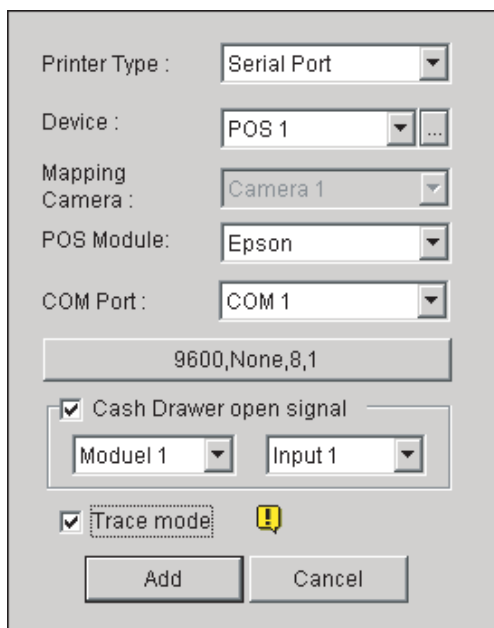 Printer Type : Serial Port
Device : POS 1 ...
Mapping
Camera : Camera 1
POS Module: Epson
COM Port : COM 1
9600,None,8,1
Cash Drawer open signal
Moduel 1 Input 1
Trace mode !
Add Cancel